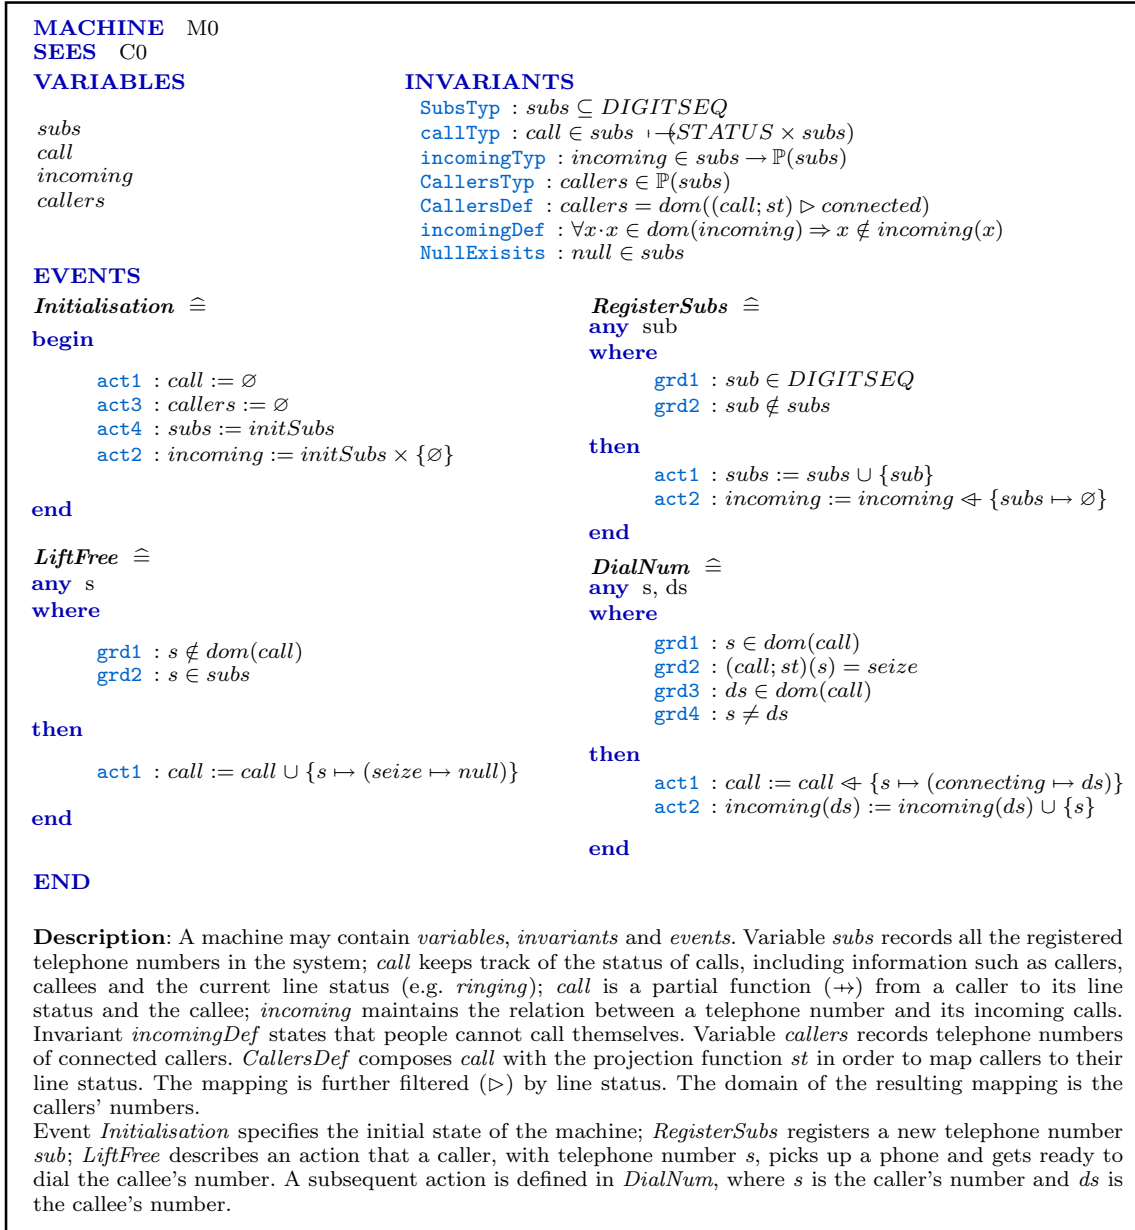 MACHINE M0
SEES C0
VARIABLES
subs
call
incoming
callers
INVARIANTS
SubsTyp : subs ⊆ DIGITSEQ
callTyp : call ∈ subs ⇸ (STATUS × subs)
incomingTyp : incoming ∈ subs → ℙ(subs)
CallersTyp : callers ∈ ℙ(subs)
CallersDef : callers = dom((call; st) ▷ connected)
incomingDef : ∀x·x ∈ dom(incoming) ⇒ x ∉ incoming(x)
NullExisits : null ∈ subs
EVENTS
Initialisation ≙
begin
act1 : call := ∅
act3 : callers := ∅
act4 : subs := initSubs
act2 : incoming := initSubs × {∅}
end
RegisterSubs ≙
any sub
where
grd1 : sub ∈ DIGITSEQ
grd2 : sub ∉ subs
then
act1 : subs := subs ∪ {sub}
act2 : incoming := incoming ⩤ {subs ↦ ∅}
end
LiftFree ≙
any s
where
grd1 : s ∉ dom(call)
grd2 : s ∈ subs
then
act1 : call := call ∪ {s ↦ (seize ↦ null)}
end
DialNum ≙
any s, ds
where
grd1 : s ∈ dom(call)
grd2 : (call; st)(s) = seize
grd3 : ds ∈ dom(call)
grd4 : s ≠ ds
then
act1 : call := call ⩤ {s ↦ (connecting ↦ ds)}
act2 : incoming(ds) := incoming(ds) ∪ {s}
end
END
Description: A machine may contain variables, invariants and events. Variable subs records all the registered
telephone numbers in the system; call keeps track of the status of calls, including information such as callers,
callees and the current line status (e.g. ringing); call is a partial function (⇸) from a caller to its line
status and the callee; incoming maintains the relation between a telephone number and its incoming calls.
Invariant incomingDef states that people cannot call themselves. Variable callers records telephone numbers
of connected callers. CallersDef composes call with the projection function st in order to map callers to their
line status. The mapping is further filtered (▷) by line status. The domain of the resulting mapping is the
callers' numbers.
Event Initialisation specifies the initial state of the machine; RegisterSubs registers a new telephone number
sub; LiftFree describes an action that a caller, with telephone number s, picks up a phone and gets ready to
dial the callee's number. A subsequent action is defined in DialNum, where s is the caller's number and ds is
the callee's number.